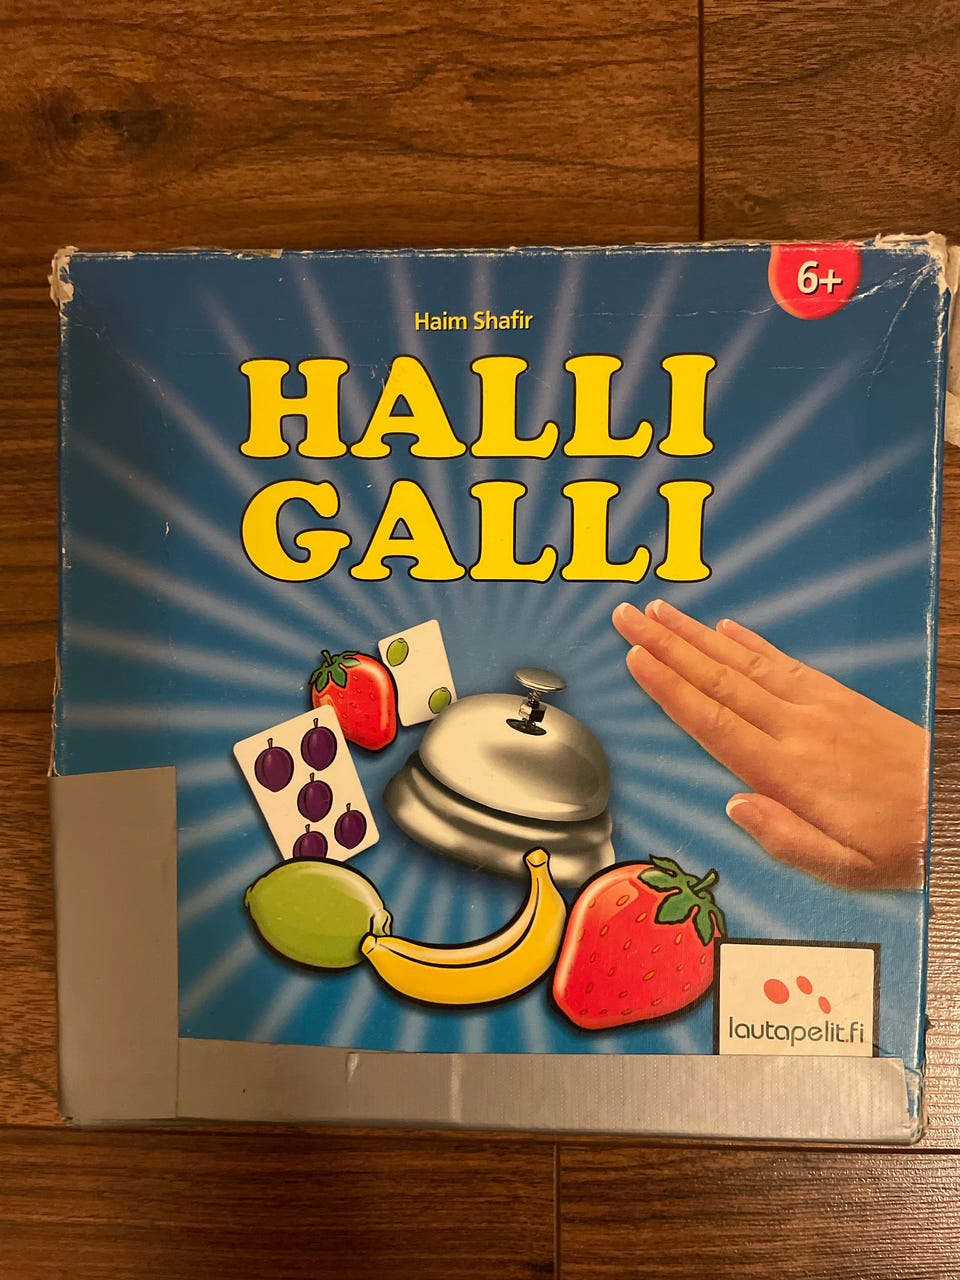 6+
Haim Shafir
HALLI
GALLI
lautapelit.fi